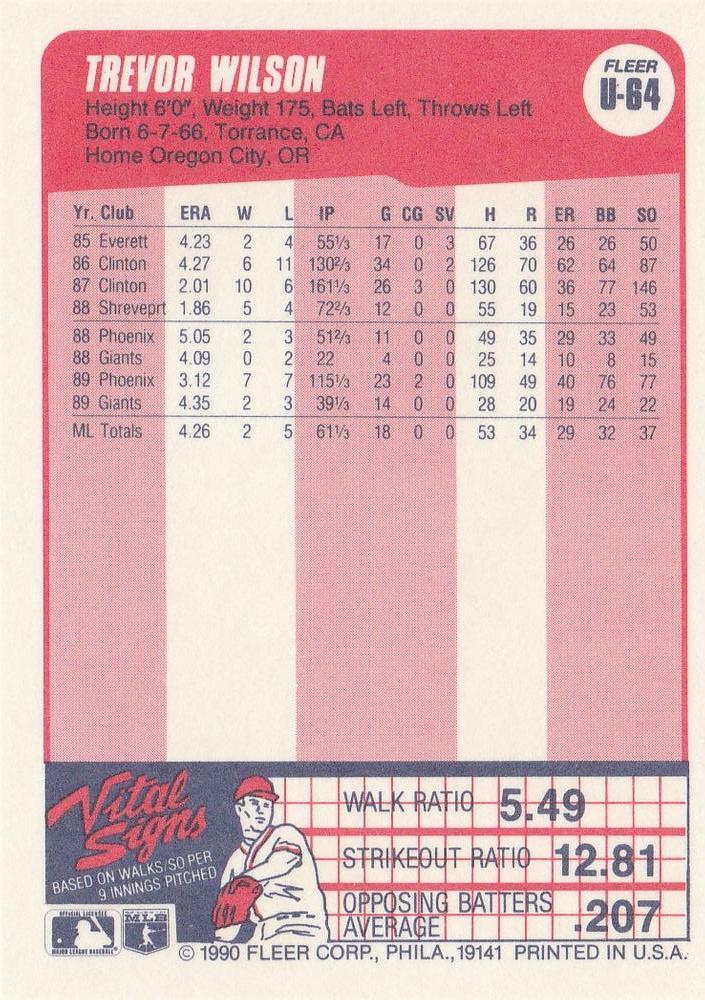 TREVOR WILSON
FLEER
U-64
Height 6'0", Weight 175, Bats Left, Throws Left
Born 6-7-66, Torrance, CA
Home Oregon City, OR
Yr. Club ERA W L IP G CG SV H R ER BB SO
85 Everett 4.23 2 4 55⅓ 17 0 3 67 36 26 26 50
86 Clinton 4.27 6 11 130⅔ 34 0 2 126 70 62 64 87
87 Clinton 2.01 10 6 161⅓ 26 3 0 130 60 36 77 146
88 Shreveprt 1.86 5 4 72⅔ 12 0 0 55 19 15 23 53
88 Phoenix 5.05 2 3 51⅔ 11 0 0 49 35 29 33 49
88 Giants 4.09 0 2 22 4 0 0 25 14 10 8 15
89 Phoenix 3.12 7 7 115⅓ 23 2 0 109 49 40 76 77
89 Giants 4.35 2 3 39⅓ 14 0 0 28 20 19 24 22
ML Totals 4.26 2 5 61⅓ 18 0 0 53 34 29 32 37
Vital
Signs
BASED ON WALKS/SO PER
9 INNINGS PITCHED
WALK RATIO 5.49
STRIKEOUT RATIO 12.81
OPPOSING BATTERS
AVERAGE .207
OFFICIAL LICENSEE
MAJOR LEAGUE BASEBALL
MLB
© 1990 FLEER CORP., PHILA., 19141 PRINTED IN U.S.A.